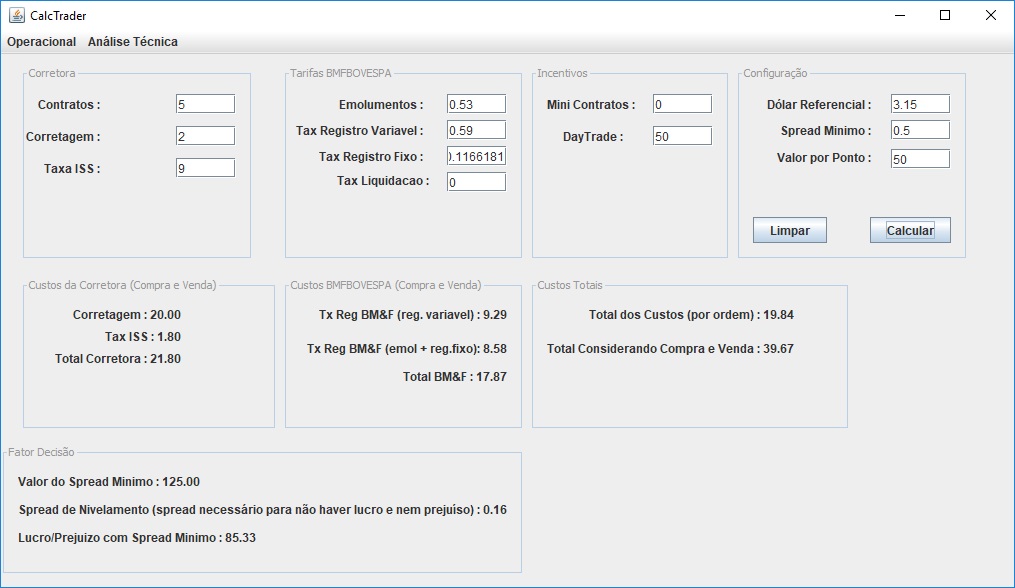 CalcTrader
Operacional Análise Técnica
Corretora
Contratos : 5
Corretagem : 2
Taxa ISS : 9
Tarifas BMFBOVESPA
Emolumentos : 0.53
Tax Registro Variavel : 0.59
Tax Registro Fixo : 0.1166181
Tax Liquidacao : 0
Incentivos
Mini Contratos : 0
DayTrade : 50
Configuração
Dólar Referencial : 3.15
Spread Minimo : 0.5
Valor por Ponto : 50
Limpar Calcular
Custos da Corretora (Compra e Venda)
Corretagem : 20.00
Tax ISS : 1.80
Total Corretora : 21.80
Custos BMFBOVESPA (Compra e Venda)
Tx Reg BM&F (reg. variavel) : 9.29
Tx Reg BM&F (emol + reg.fixo): 8.58
Total BM&F : 17.87
Custos Totais
Total dos Custos (por ordem) : 19.84
Total Considerando Compra e Venda : 39.67
Fator Decisão
Valor do Spread Minimo : 125.00
Spread de Nivelamento (spread necessário para não haver lucro e nem prejuíso) : 0.16
Lucro/Prejuizo com Spread Minimo : 85.33